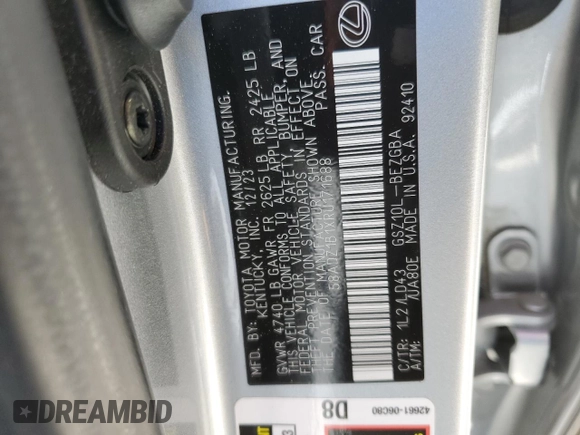 MFD. BY: TOYOTA MOTOR MANUFACTURING,
KENTUCKY, INC. 12/23
GVWR 4740 LB GAWR FR 2625 LB RR 2425 LB
THIS VEHICLE CONFORMS TO ALL APPLICABLE
FEDERAL MOTOR VEHICLE SAFETY, BUMPER, AND
THEFT PREVENTION STANDARDS IN EFFECT ON
THE DATE OF MANUFACTURE SHOWN ABOVE.
PASS. CAR
C/TR: 1L2 /LD43 GSZ10L-BEZGBA
A/TM: /UA80E MADE IN U.S.A. 92410
D8
42661-06C80
DREAMBID